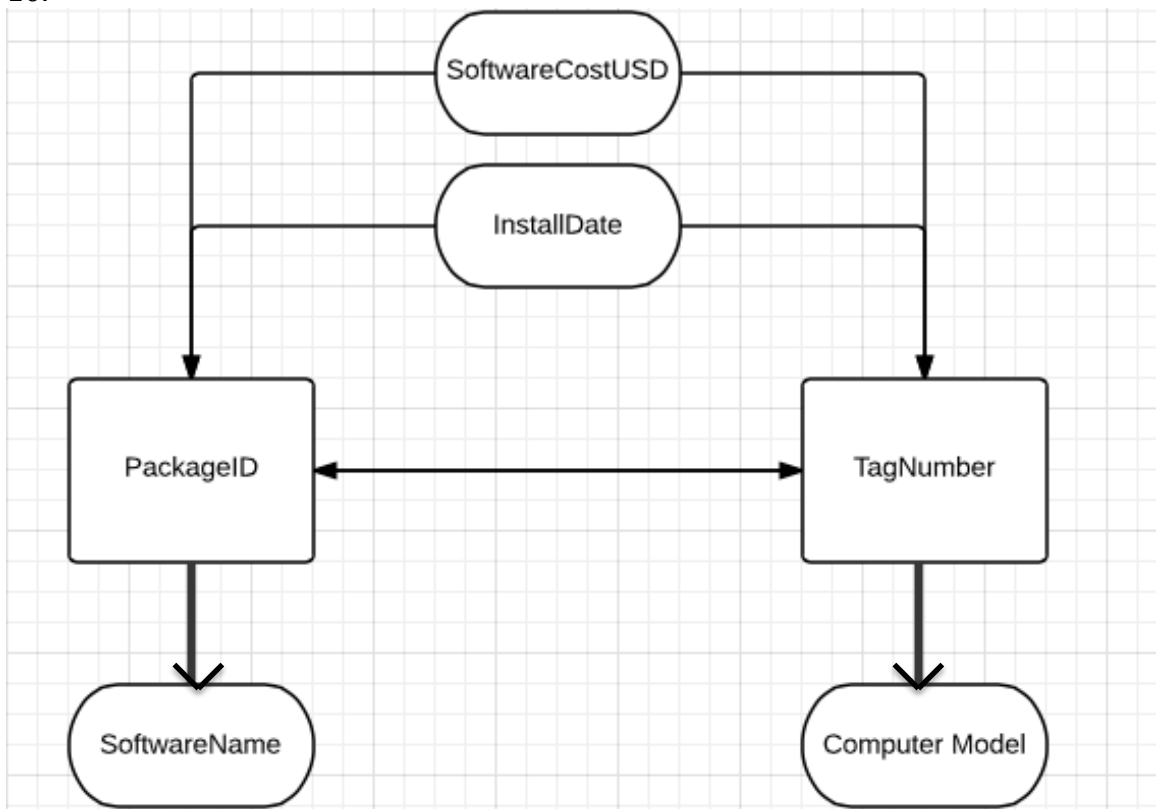 SoftwareCostUSD
InstallDate
PackageID
TagNumber
SoftwareName
Computer Model